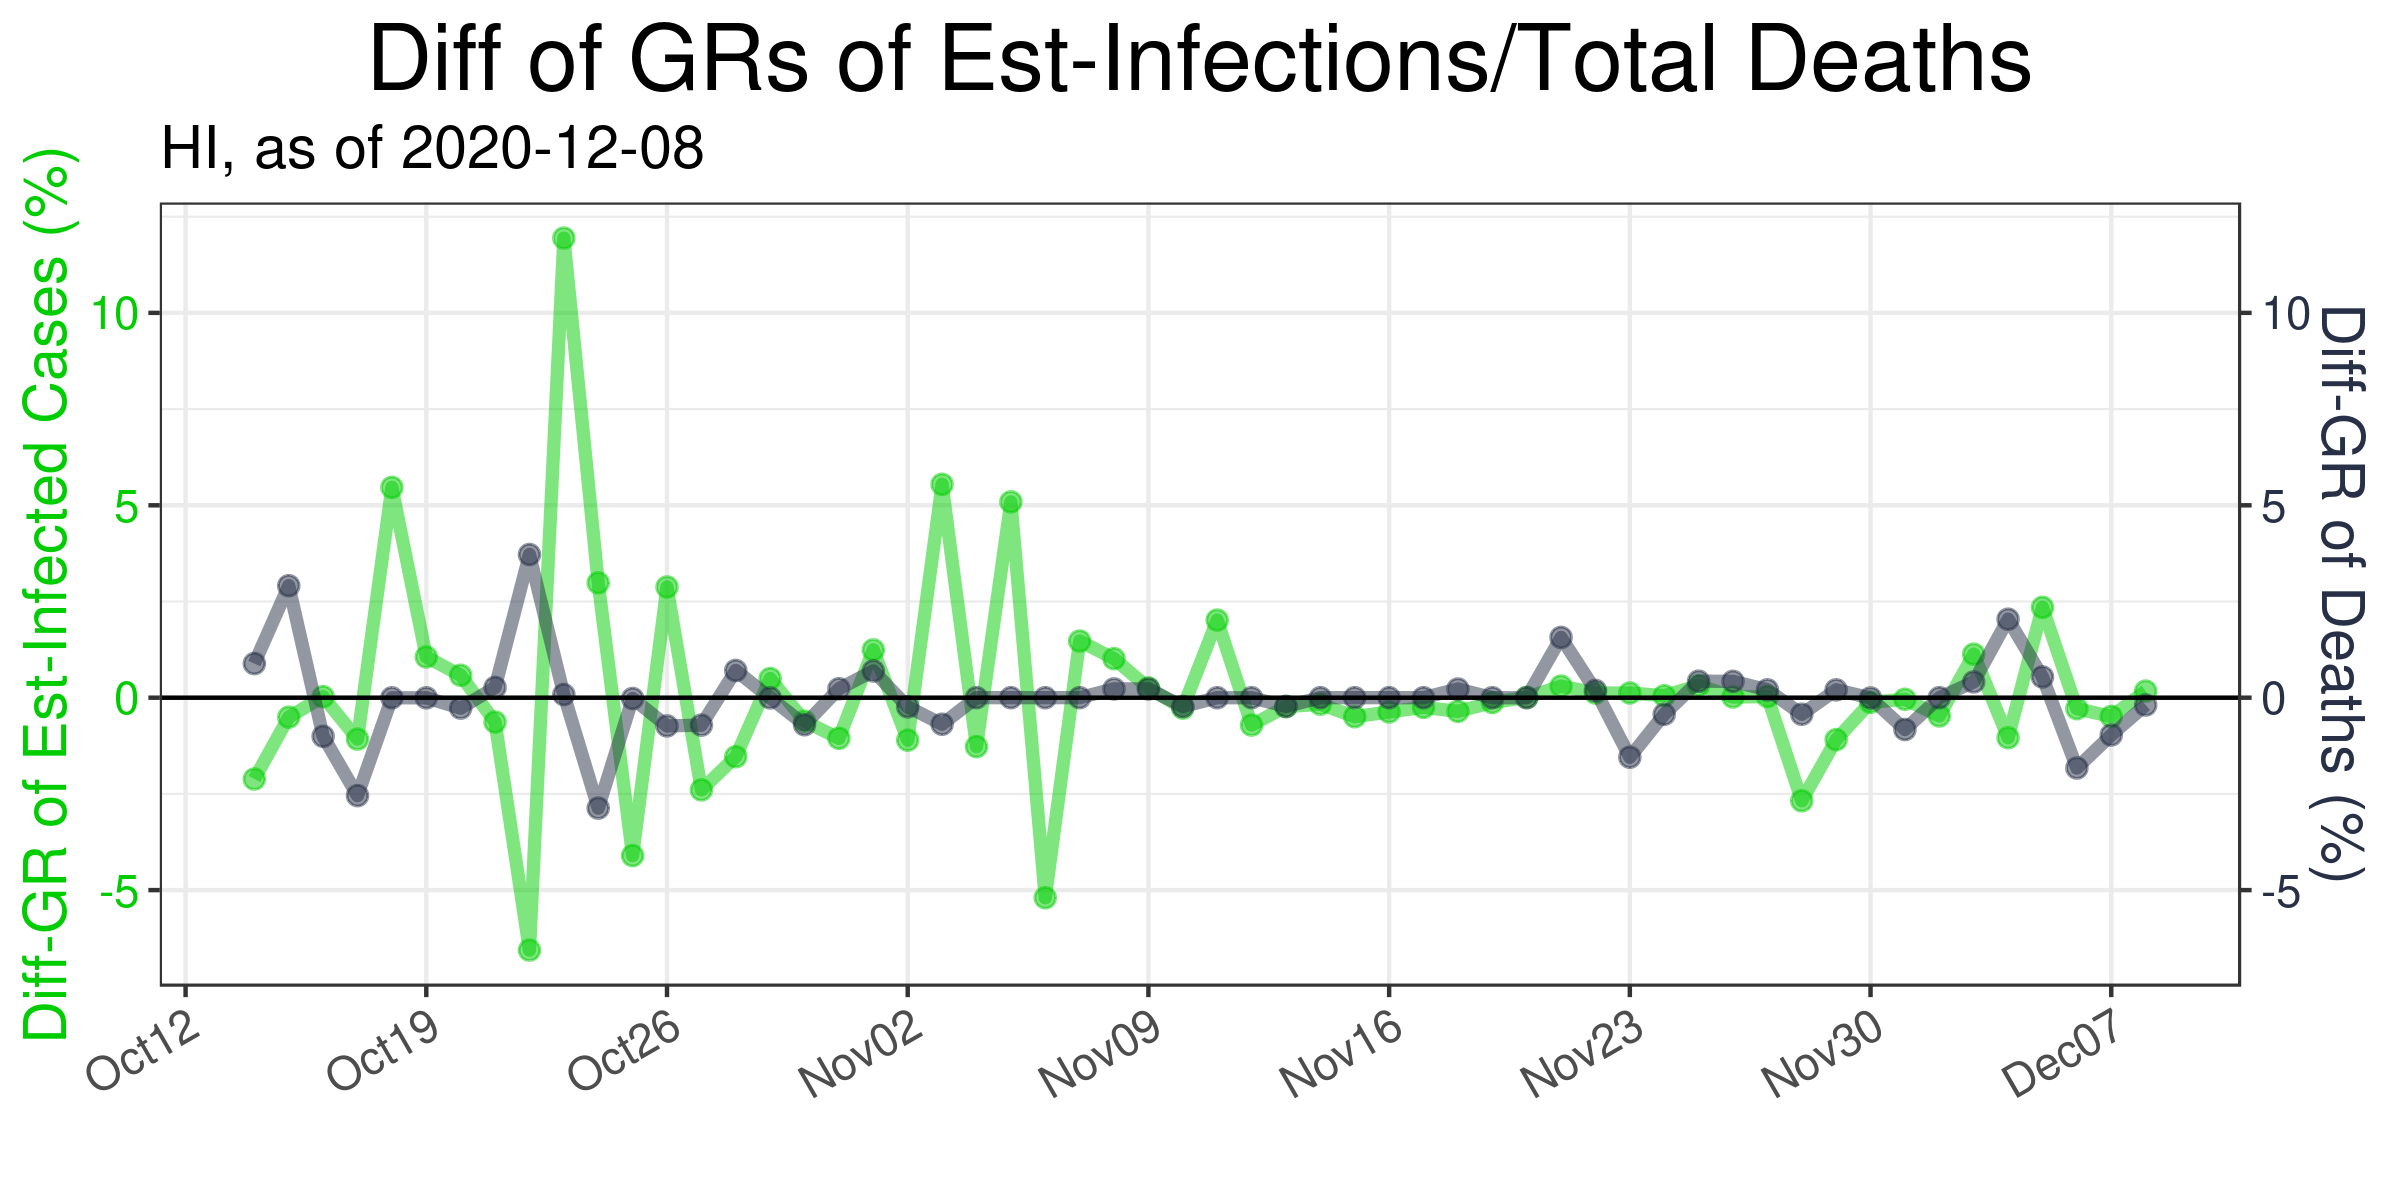 Diff of GRs of Est-Infections/Total Deaths
HI, as of 2020-12-08
Diff-GR of Est-Infected Cases (%)
10
5
0
-5
10
5
0
-5
Diff-GR of Deaths (%)
Oct12
Oct19
Oct26
Nov02
Nov09
Nov16
Nov23
Nov30
Dec07